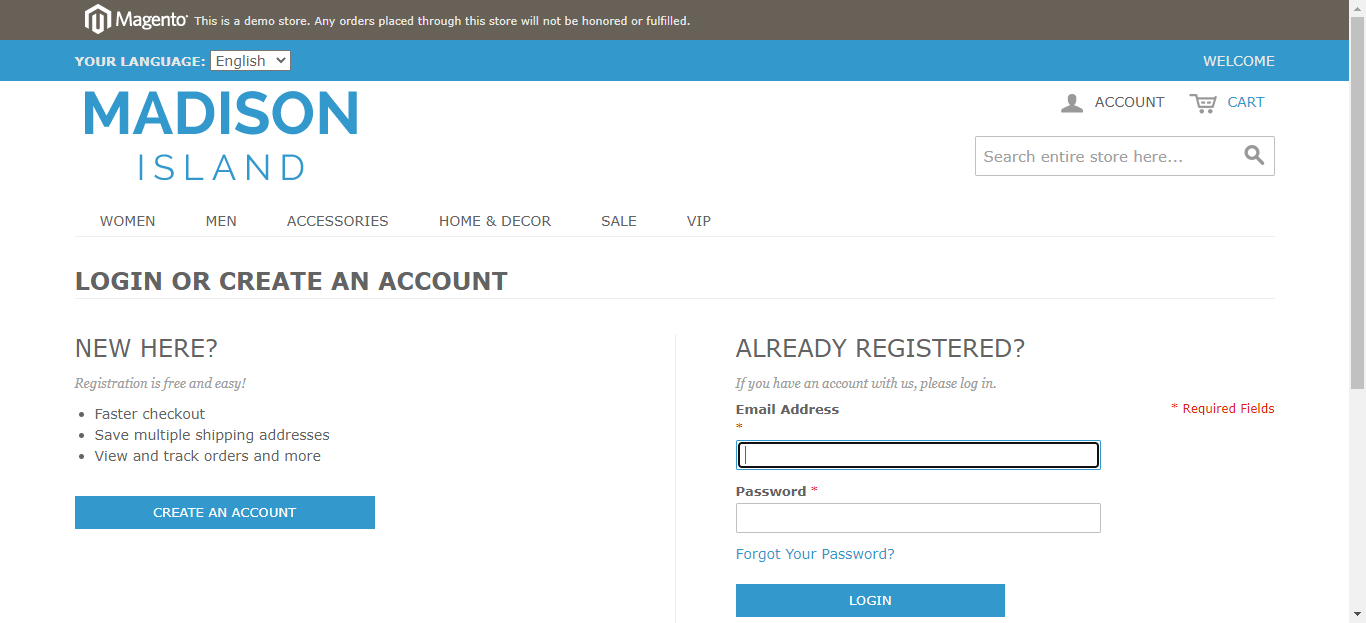 Magento This is a demo store. Any orders placed through this store will not be honored or fulfilled.
YOUR LANGUAGE: English WELCOME
MADISON
ISLAND
ACCOUNT CART
Search entire store here...
WOMEN MEN ACCESSORIES HOME & DECOR SALE VIP
LOGIN OR CREATE AN ACCOUNT
NEW HERE?
Registration is free and easy!
Faster checkout
Save multiple shipping addresses
View and track orders and more
CREATE AN ACCOUNT
ALREADY REGISTERED?
If you have an account with us, please log in.
* Required Fields
Email Address
*
Password *
Forgot Your Password?
LOGIN